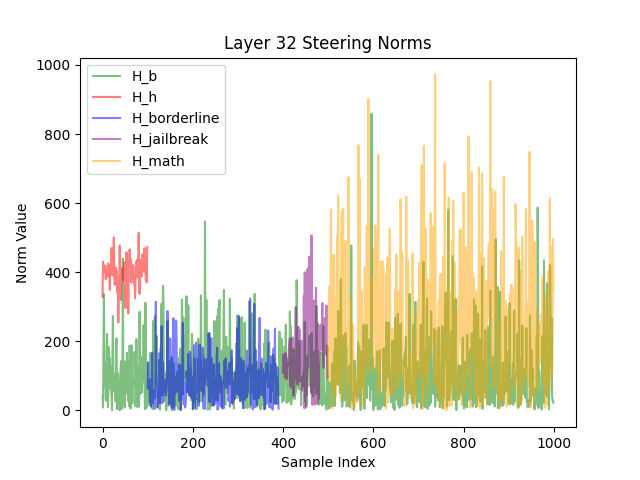 Layer 32 Steering Norms
1000
800
600
400
200
0
Norm Value
H_b
H_h
H_borderline
H_jailbreak
H_math
0 200 400 600 800 1000
Sample Index